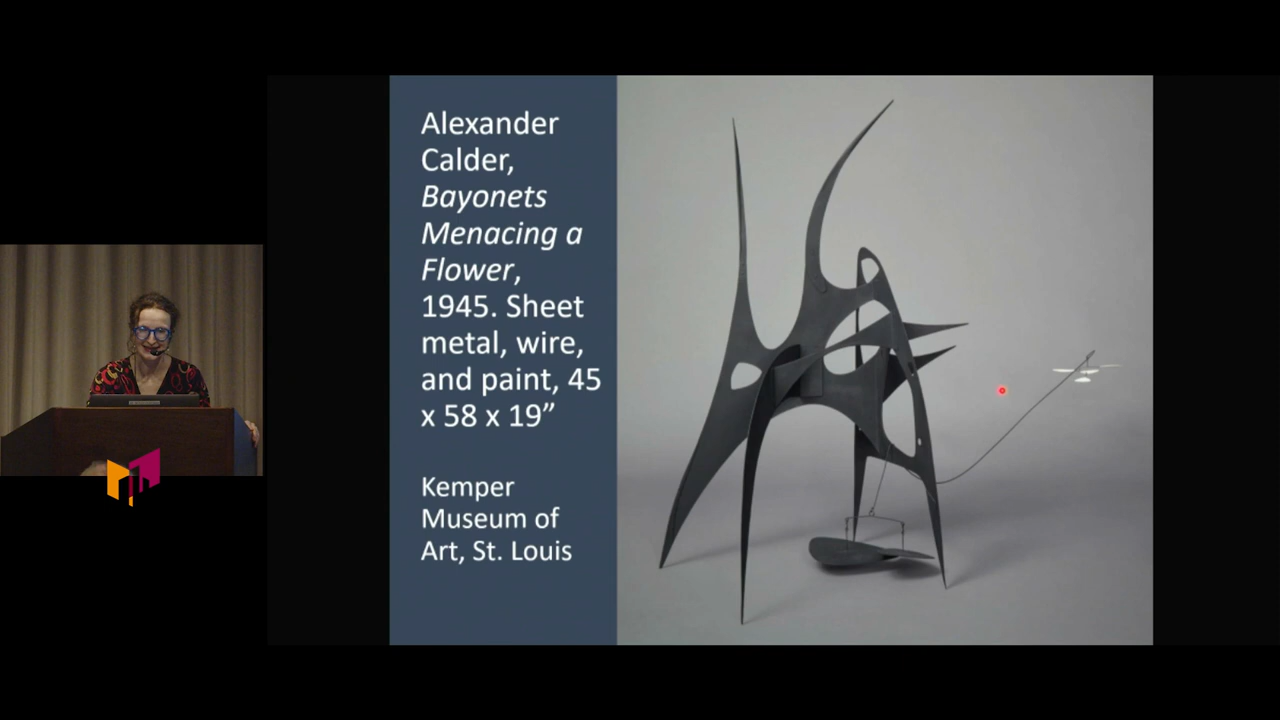 Alexander
Calder,
Bayonets
Menacing a
Flower,
1945. Sheet
metal, wire,
and paint, 45
x 58 x 19”
Kemper
Museum of
Art, St. Louis